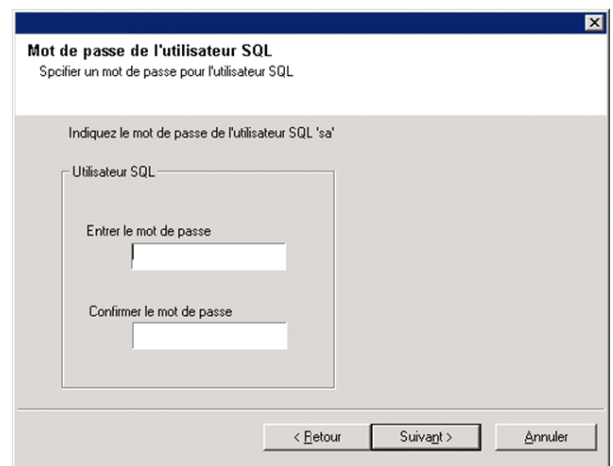 Mot de passe de l'utilisateur SQL
Spcifier un mot de passe pour l'utilisateur SQL
Indiquez le mot de passe de l'utilisateur SQL 'sa'
Utilisateur SQL
Entrer le mot de passe
Confirmer le mot de passe
< Retour
Suivant >
Annuler